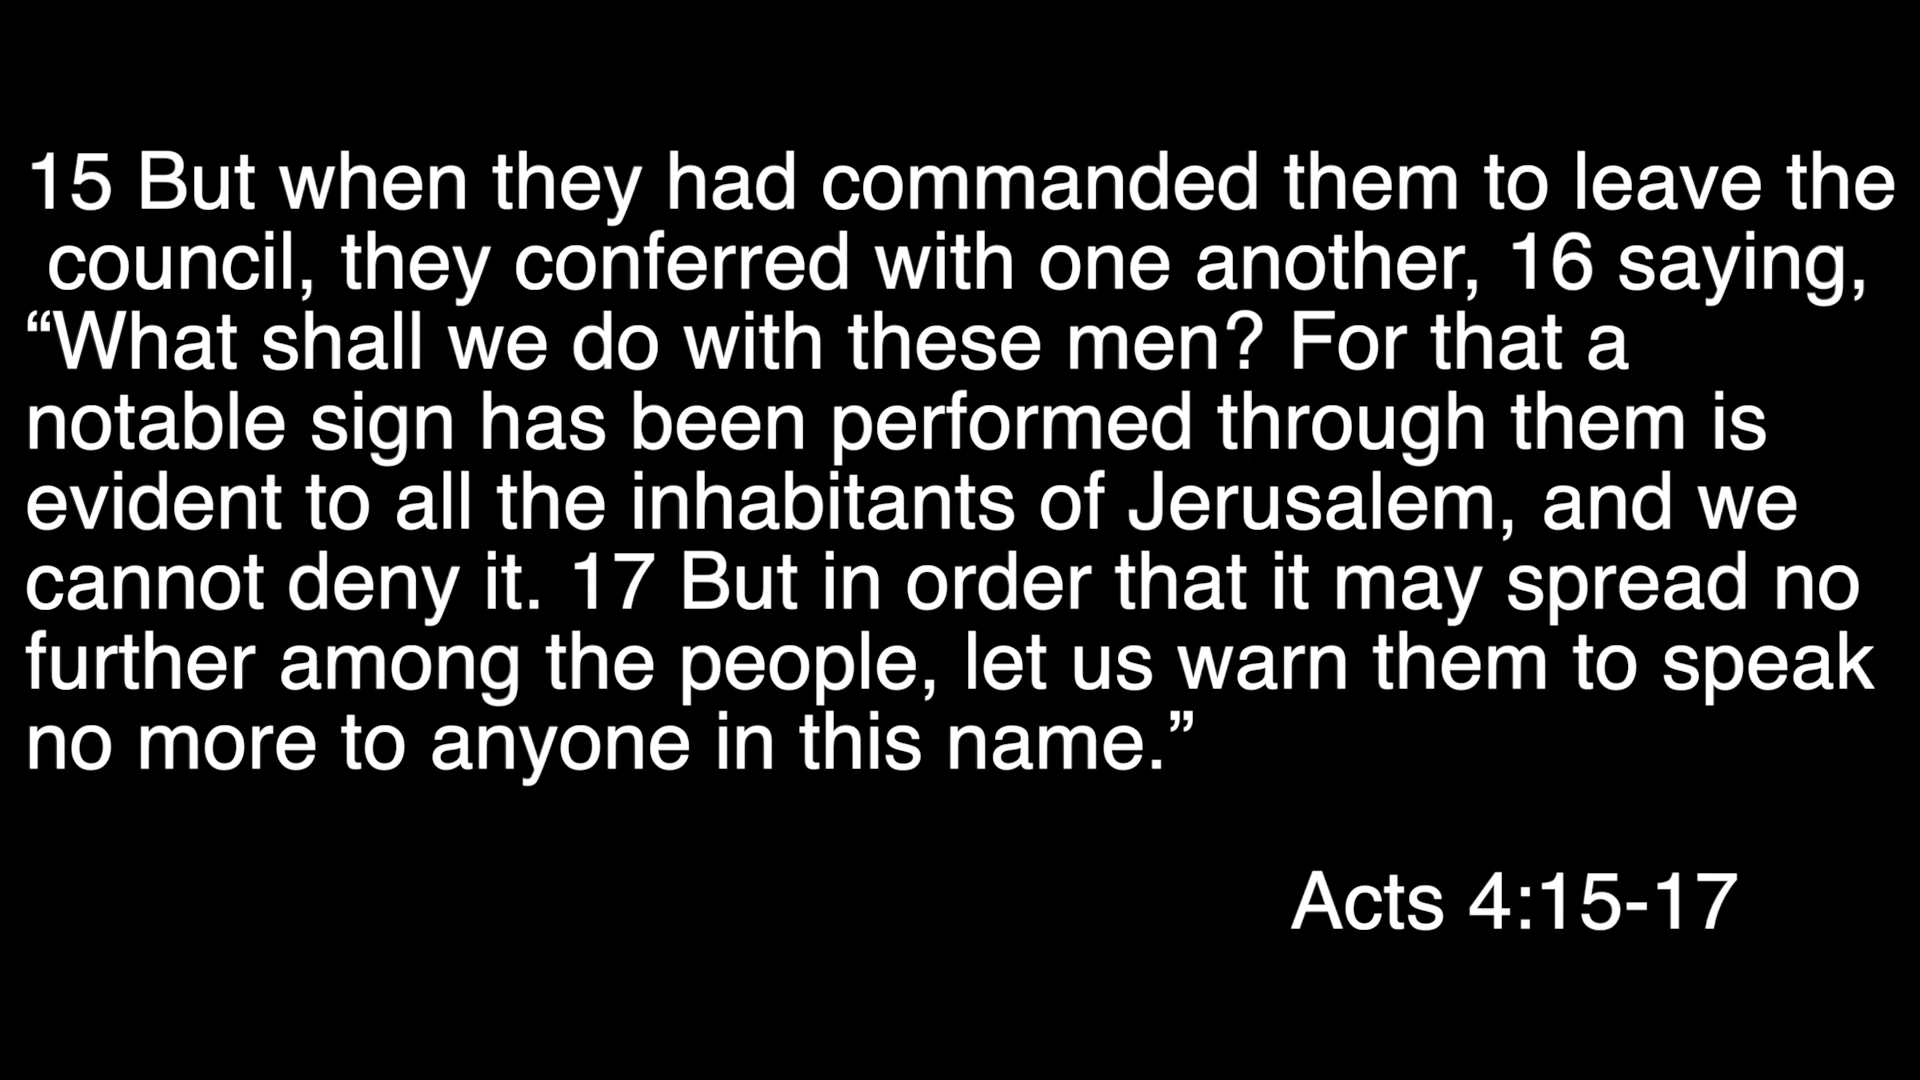 15 But when they had commanded them to leave the
council, they conferred with one another, 16 saying,
“What shall we do with these men? For that a
notable sign has been performed through them is
evident to all the inhabitants of Jerusalem, and we
cannot deny it. 17 But in order that it may spread no
further among the people, let us warn them to speak
no more to anyone in this name.”
Acts 4:15-17